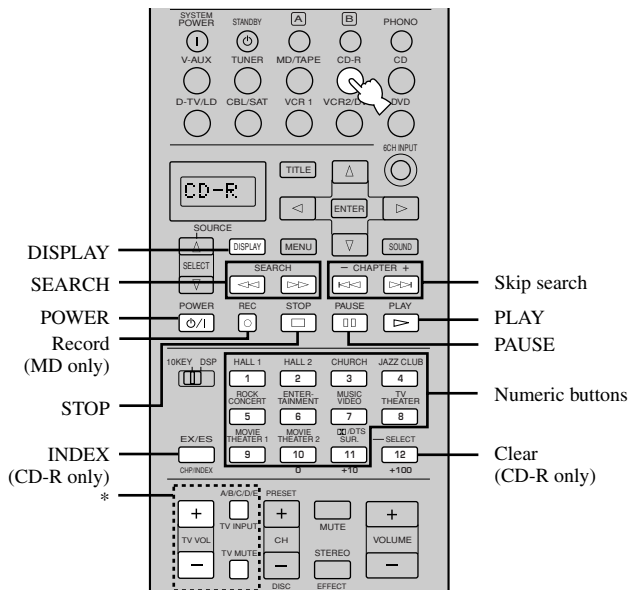 SYSTEM
POWER STANDBY A B PHONO
V-AUX TUNER MD/TAPE CD-R CD
D-TV/LD CBL/SAT VCR 1 VCR2/D DVD
6CH INPUT
TITLE
CD-R
ENTER
SOURCE
DISPLAY
SELECT
DISPLAY MENU SOUND
SEARCH
SEARCH
– CHAPTER +
Skip search
POWER
POWER REC STOP PAUSE PLAY
PLAY
Record
(MD only)
PAUSE
10KEY DSP
HALL 1 HALL 2 CHURCH JAZZ CLUB
1 2 3 4
ROCK CONCERT ENTER-TAINMENT MUSIC VIDEO TV THEATER
Numeric buttons
5 6 7 8
STOP
MOVIE THEATER 1 MOVIE THEATER 2 /DTS SUR. SELECT
EX/ES
9 10 11 12
0 +10 +100
CHP/INDEX
INDEX
(CD-R only)
Clear
(CD-R only)
*
A/B/C/D/E PRESET
+ + +
TV INPUT MUTE
TV VOL CH VOLUME
TV MUTE STEREO
– – –
DISC EFFECT